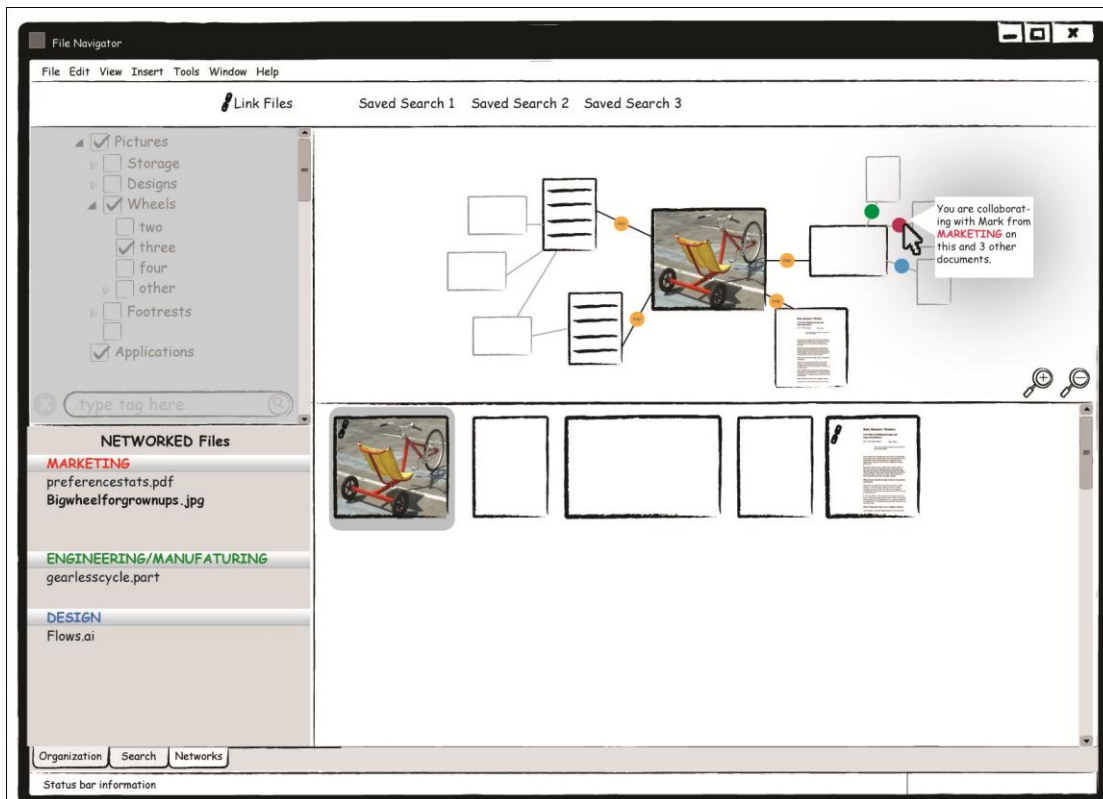 File Navigator
File Edit View Insert Tools Window Help
Link Files Saved Search 1 Saved Search 2 Saved Search 3
Pictures
Storage
Designs
Wheels
two
three
four
other
Footrests
Applications
type tag here
You are collaborat-
ing with Mark from
MARKETING on
this and 3 other
documents.
NETWORKED Files
MARKETING
preferencestats.pdf
Bigwheelforgrownups.jpg
ENGINEERING/MANUFATURING
gearlesscycle.part
DESIGN
Flows.ai
Organization Search Networks
Status bar information